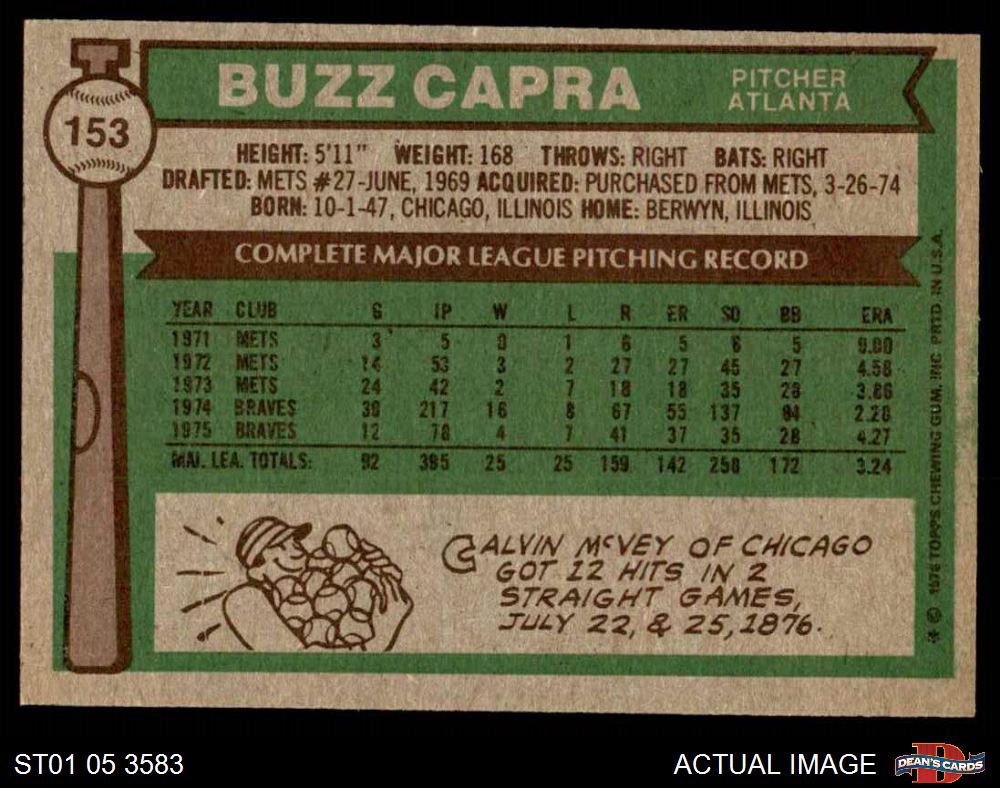 153
BUZZ CAPRA
PITCHER
ATLANTA
HEIGHT: 5'11" WEIGHT: 168 THROWS: RIGHT BATS: RIGHT
DRAFTED: METS #27-JUNE, 1969 ACQUIRED: PURCHASED FROM METS, 3-26-74
BORN: 10-1-47, CHICAGO, ILLINOIS HOME: BERWYN, ILLINOIS
COMPLETE MAJOR LEAGUE PITCHING RECORD
YEAR CLUB G IP W L R ER SO BB ERA
1971 METS 3 5 0 1 6 5 6 5 9.00
1972 METS 14 53 3 2 27 27 45 27 4.58
1973 METS 24 42 2 7 18 18 35 28 3.86
1974 BRAVES 39 217 16 8 67 55 137 84 2.28
1975 BRAVES 12 78 4 7 41 37 35 28 4.27
MAJ. LEA. TOTALS: 92 395 25 25 159 142 258 172 3.24
CALVIN McVEY OF CHICAGO
GOT 12 HITS IN 2
STRAIGHT GAMES,
JULY 22, & 25, 1876.
* © 1976 TOPPS CHEWING GUM, INC. PRTD. IN U.S.A.
ST01 05 3583
ACTUAL IMAGE
DEAN'S CARDS